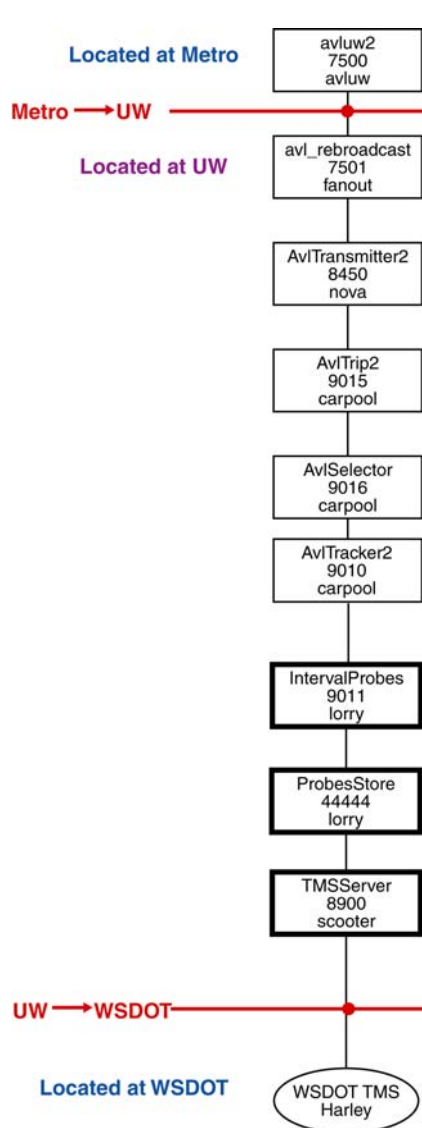 Located at Metro
avluw2
7500
avluw
Metro UW
Located at UW
avl_rebroadcast
7501
fanout
AvlTransmitter2
8450
nova
AvlTrip2
9015
carpool
AvlSelector
9016
carpool
AvlTracker2
9010
carpool
IntervalProbes
9011
lorry
ProbesStore
44444
lorry
TMSServer
8900
scooter
UW WSDOT
Located at WSDOT
WSDOT TMS
Harley